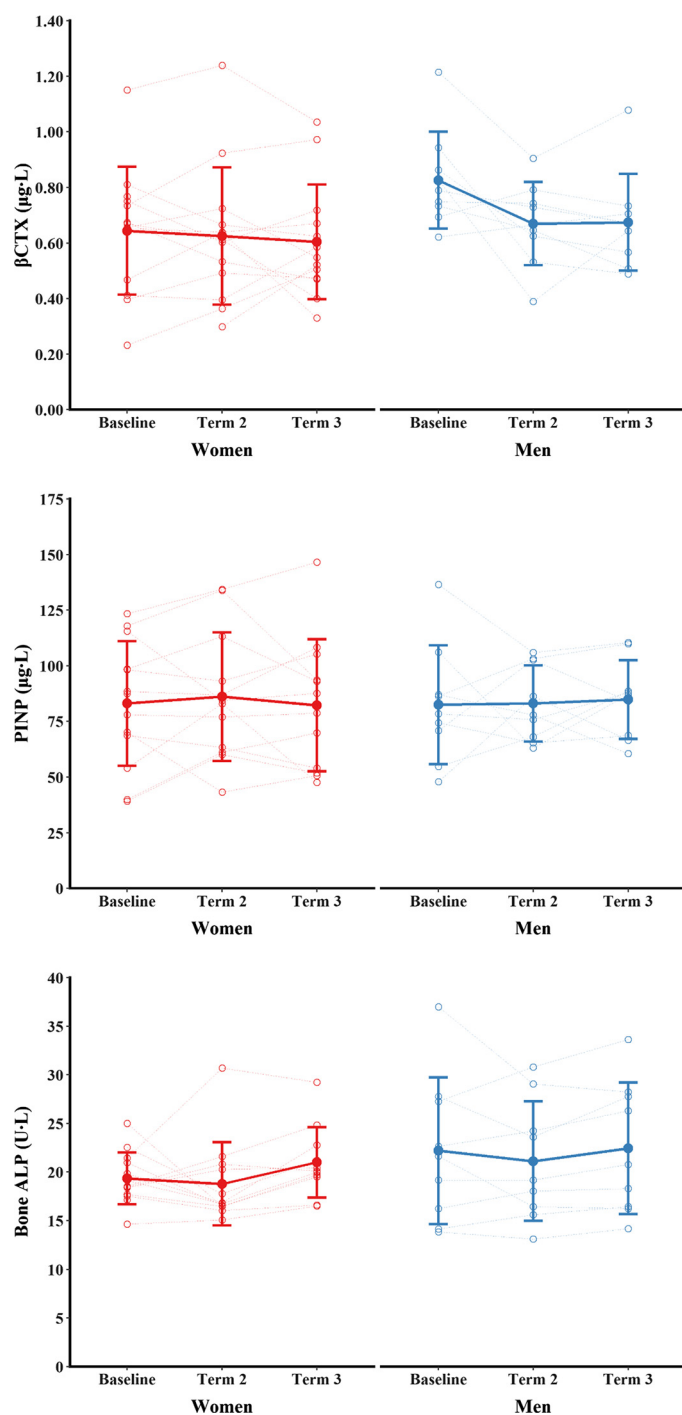 1.40
1.20
1.00
0.80
0.60
0.40
0.20
0.00
βCTX (μg·L)
Baseline Term 2 Term 3 Baseline Term 2 Term 3
Women Men
175
150
125
100
75
50
25
0
PINP (μg·L)
Baseline Term 2 Term 3 Baseline Term 2 Term 3
Women Men
40
35
30
25
20
15
10
5
0
Bone ALP (U·L)
Baseline Term 2 Term 3 Baseline Term 2 Term 3
Women Men